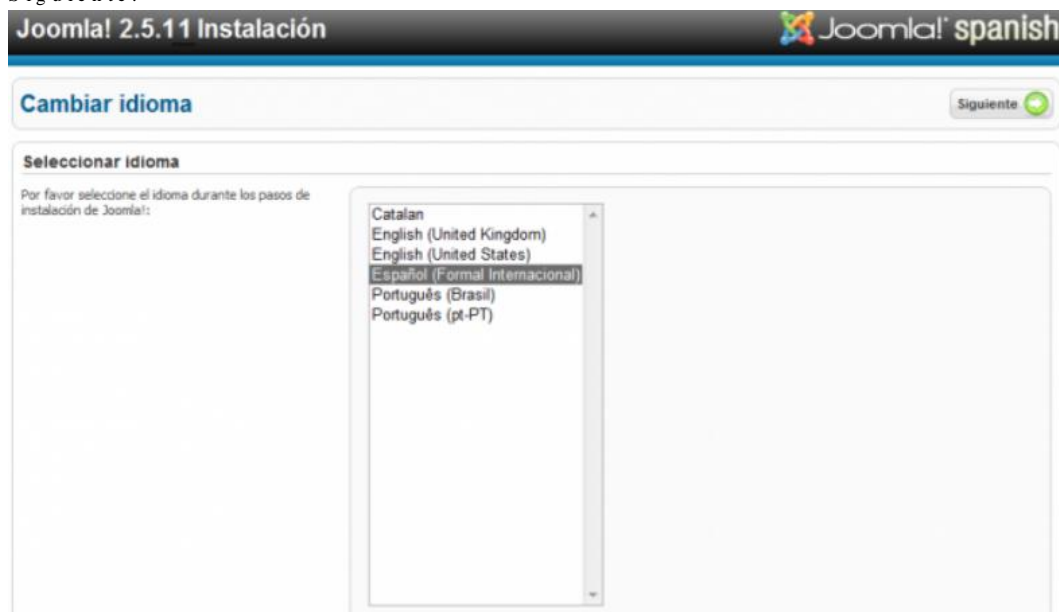 Joomla! 2.5.11 Instalación
Joomla! spanish
Cambiar idioma
Siguiente
Seleccionar idioma
Por favor seleccione el idioma durante los pasos de
instalación de Joomla!:
Catalan
English (United Kingdom)
English (United States)
Español (Formal Internacional)
Português (Brasil)
Português (pt-PT)